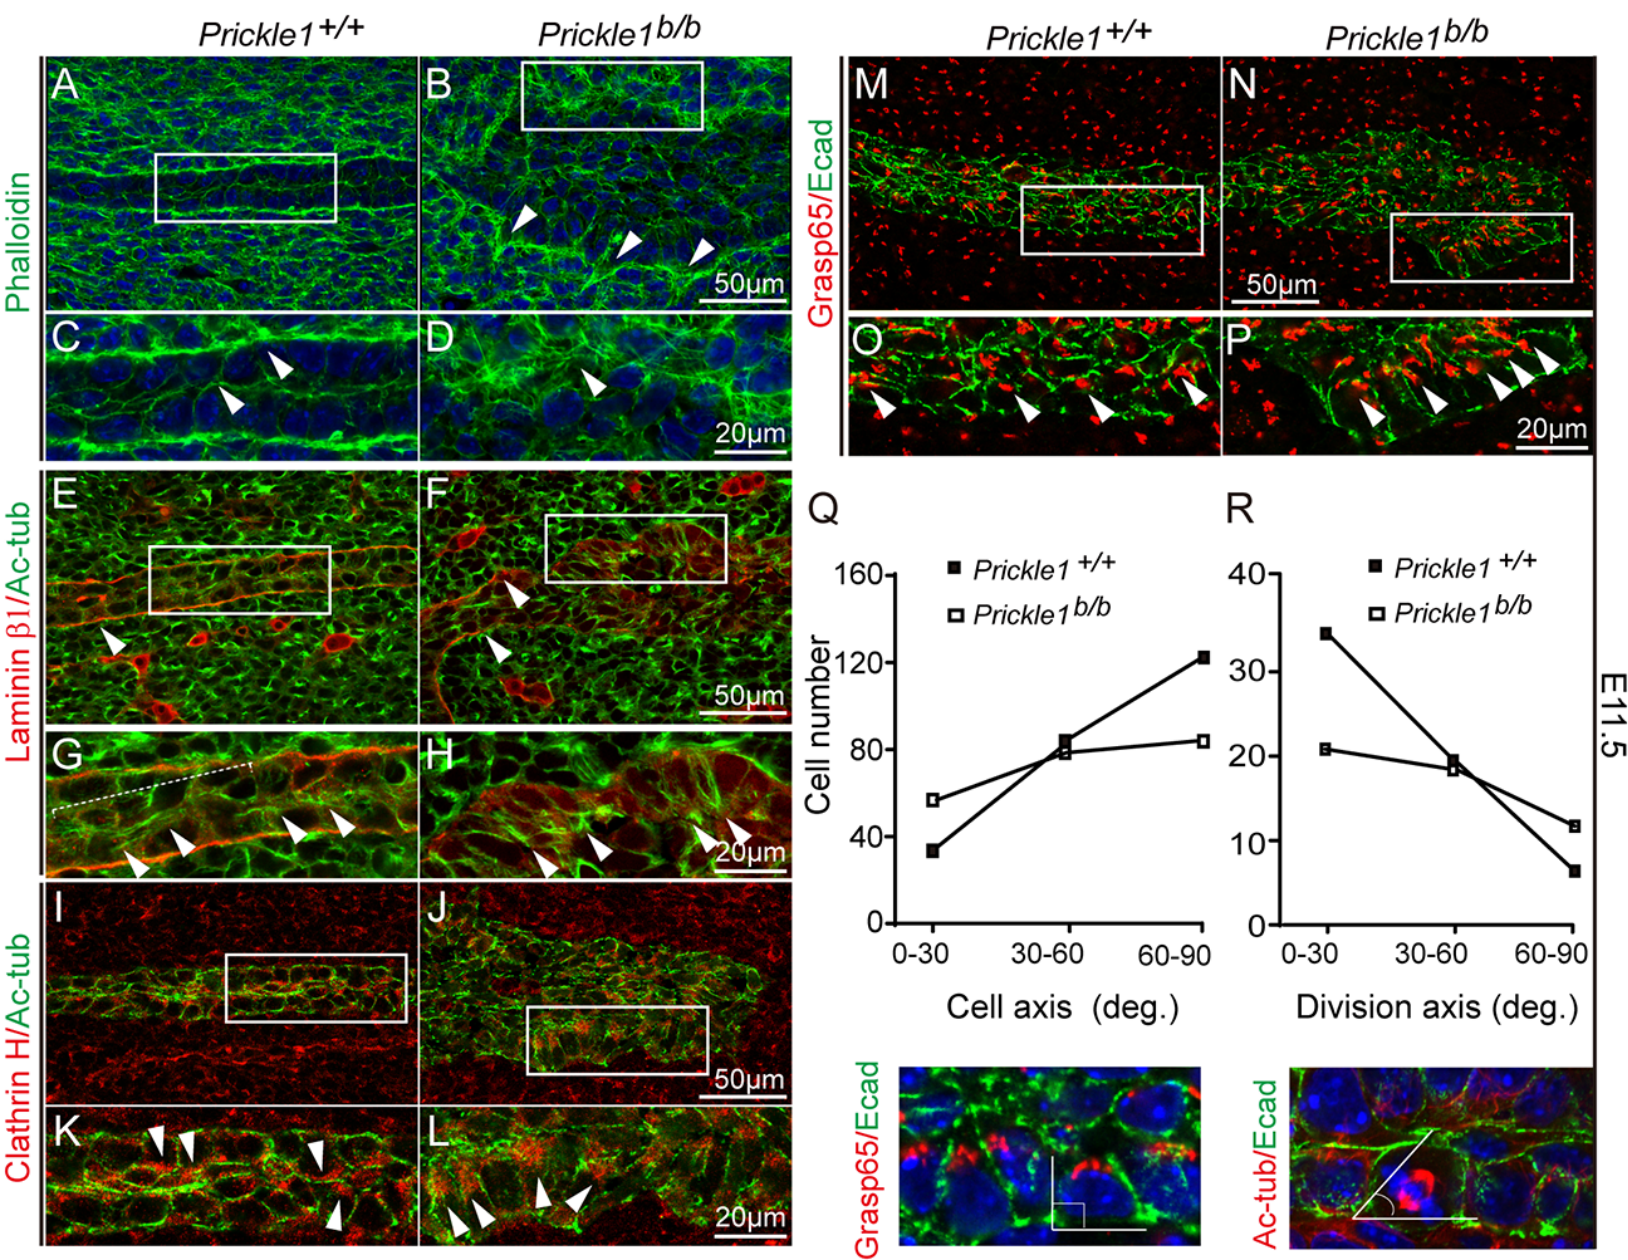 Prickle1+/+
Prickle1b/b
Prickle1+/+
Prickle1b/b
Phalloidin
A
B
50μm
C
D
20μm
Laminin β1/Ac-tub
E
F
50μm
G
H
20μm
Clathrin H/Ac-tub
I
J
50μm
K
L
20μm
Grasp65/Ecad
M
N
50μm
O
P
20μm
Q
Prickle1 +/+
Prickle1b/b
Cell number
160
120
80
40
0
0-30 30-60 60-90
Cell axis (deg.)
R
Prickle1 +/+
Prickle1b/b
40
30
20
10
0
0-30 30-60 60-90
Division axis (deg.)
E11.5
Grasp65/Ecad
Ac-tub/Ecad